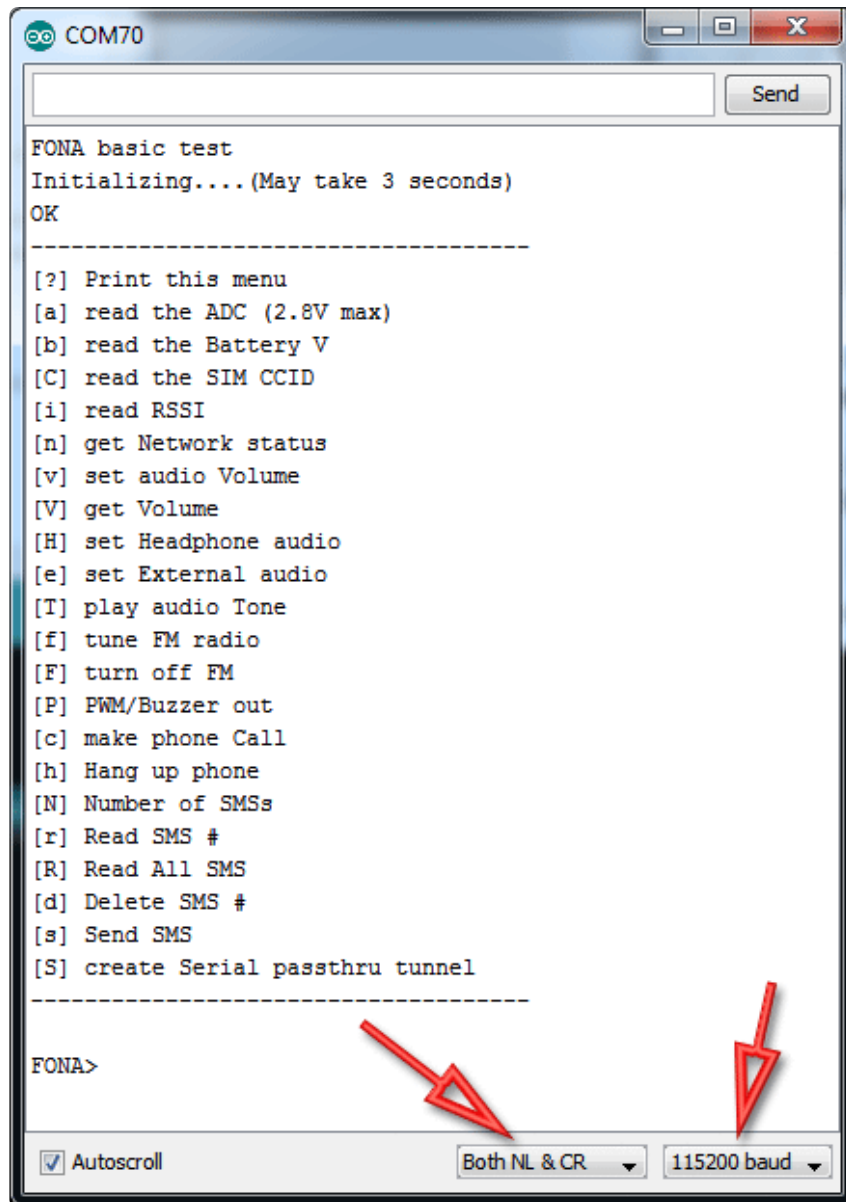 COM70
Send
FONA basic test
Initializing....(May take 3 seconds)
OK
-------------------------------------
[?] Print this menu
[a] read the ADC (2.8V max)
[b] read the Battery V
[C] read the SIM CCID
[i] read RSSI
[n] get Network status
[v] set audio Volume
[V] get Volume
[H] set Headphone audio
[e] set External audio
[T] play audio Tone
[f] tune FM radio
[F] turn off FM
[P] PWM/Buzzer out
[c] make phone Call
[h] Hang up phone
[N] Number of SMSs
[r] Read SMS #
[R] Read All SMS
[d] Delete SMS #
[s] Send SMS
[S] create Serial passthru tunnel
-------------------------------------
FONA>
Autoscroll Both NL & CR 115200 baud